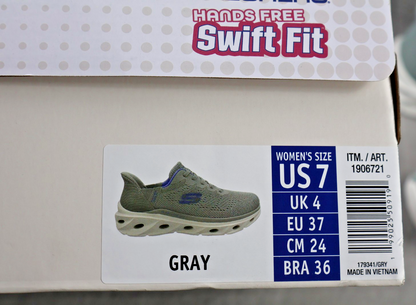 HANDS FREE
Swift Fit
WOMEN'S SIZE
US 7
UK 4
EU 37
CM 24
BRA 36
ITM. / ART.
1906721
179341/GRY
MADE IN VIETNAM
GRAY